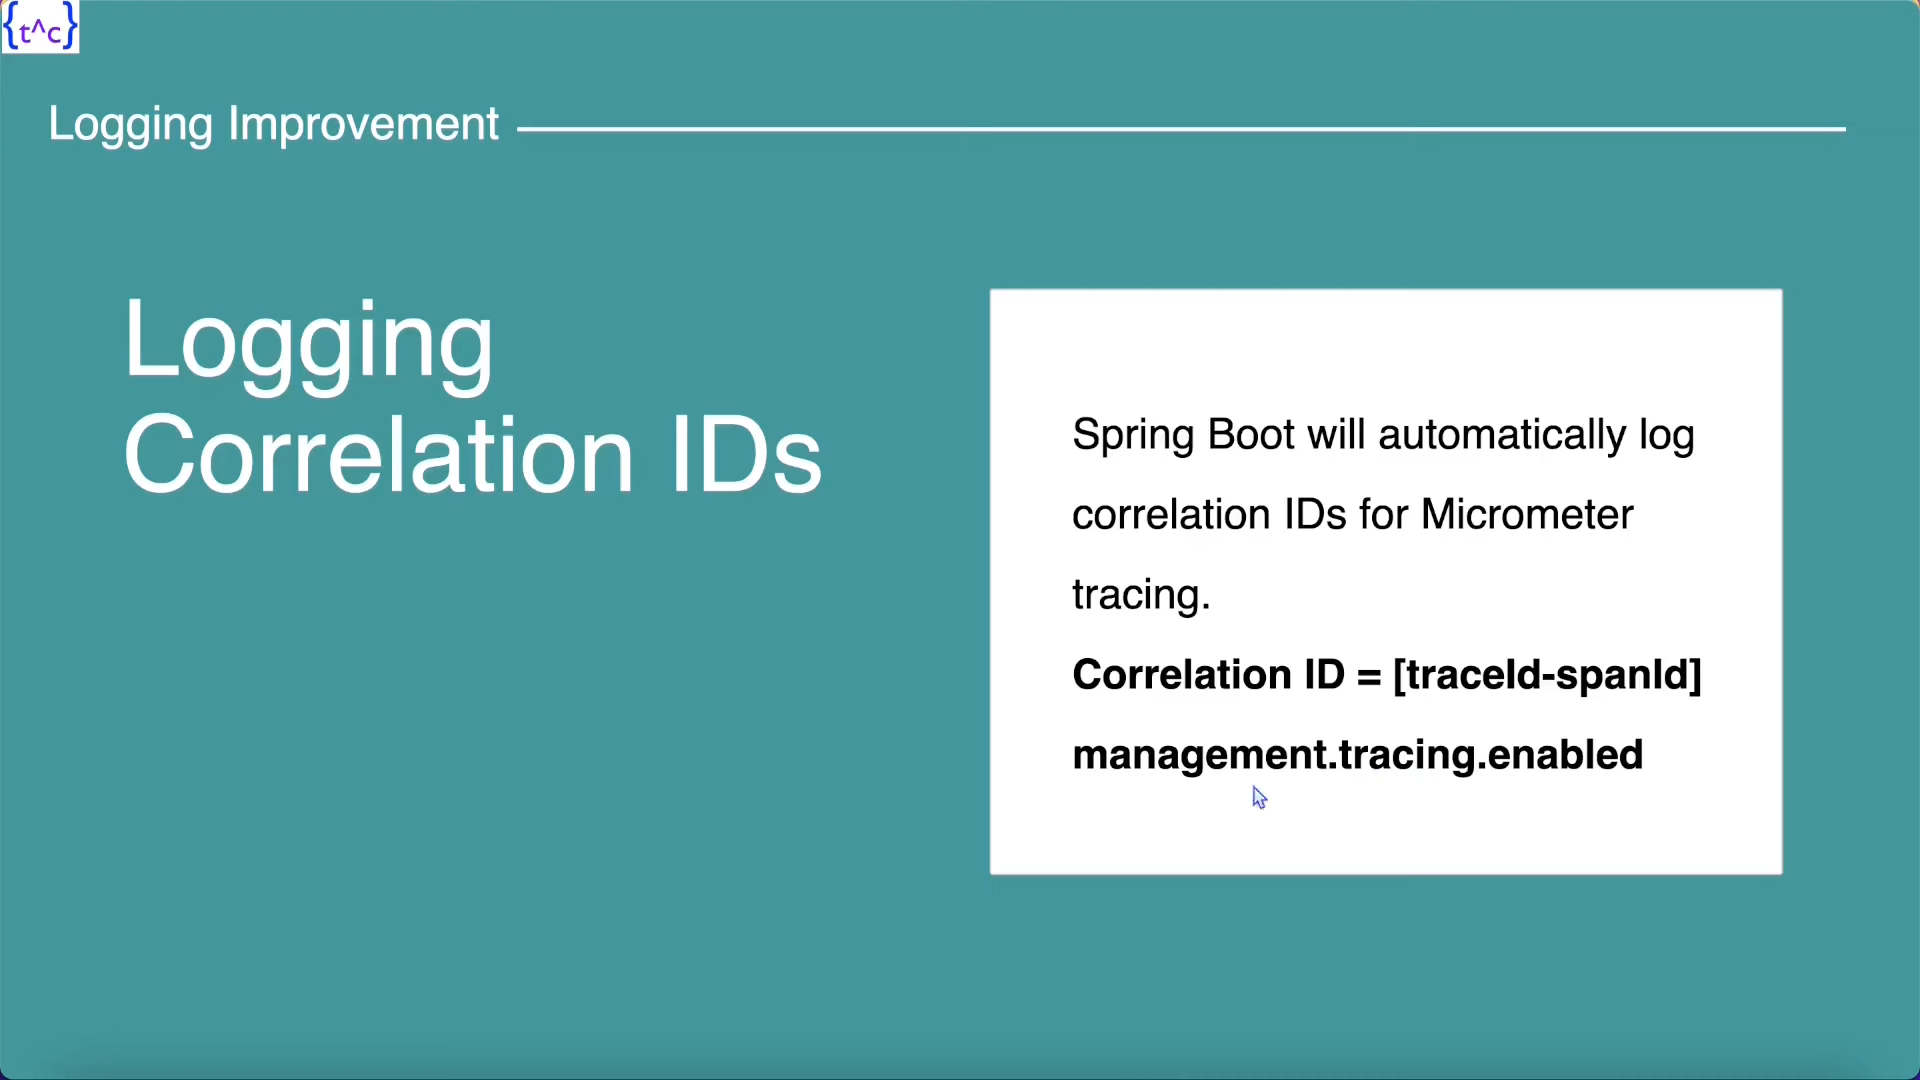 {t^c}
Logging Improvement
Logging
Correlation IDs
Spring Boot will automatically log
correlation IDs for Micrometer
tracing.
Correlation ID = [traceId-spanId]
management.tracing.enabled